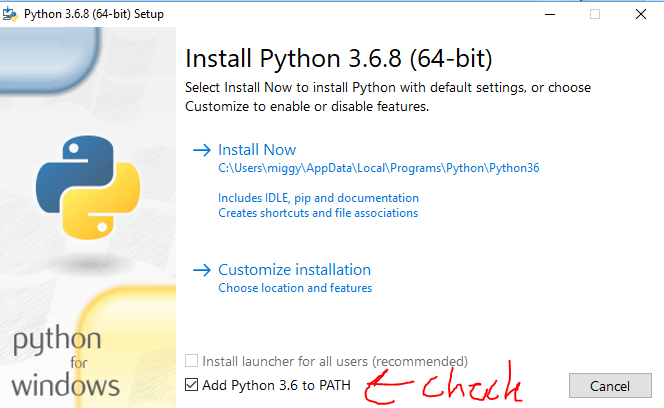 Python 3.6.8 (64-bit) Setup
Install Python 3.6.8 (64-bit)
Select Install Now to install Python with default settings, or choose
Customize to enable or disable features.
Install Now
C:\Users\miggy\AppData\Local\Programs\Python\Python36
Includes IDLE, pip and documentation
Creates shortcuts and file associations
Customize installation
Choose location and features
python
for
windows
Install launcher for all users (recommended)
Add Python 3.6 to PATH
check
Cancel